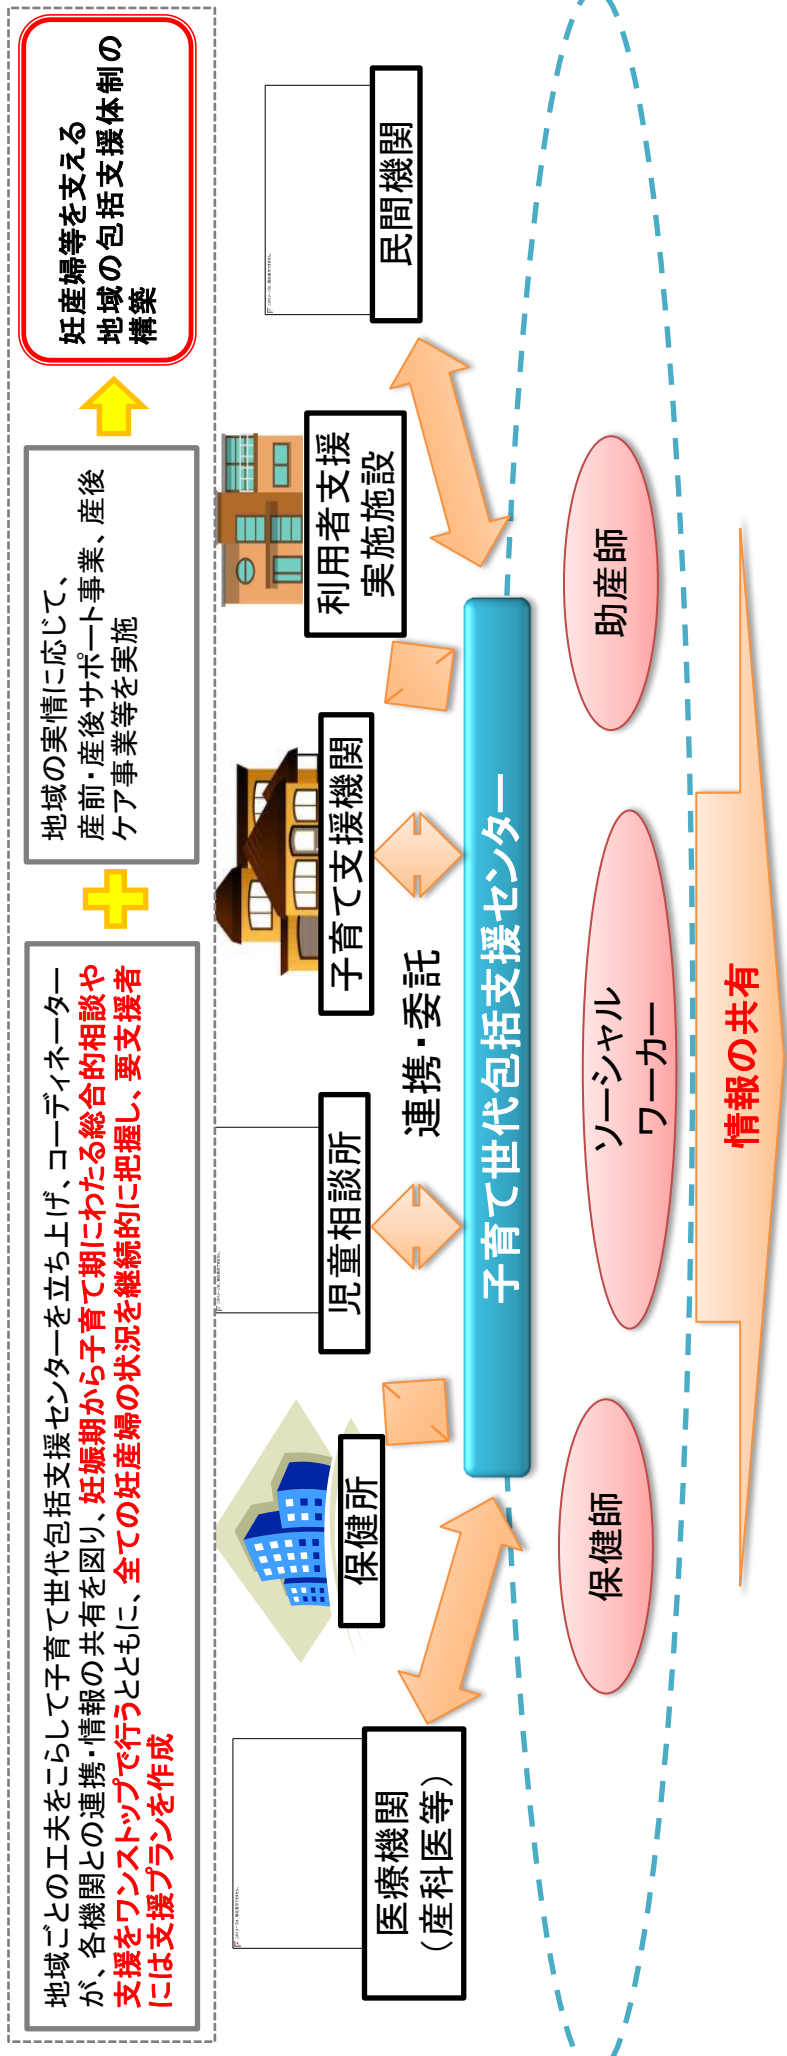 地域ごとの工夫をこらして子育て世代包括支援センターを立ち上げ、コーディネーター
が、各機関との連携・情報の共有を図り、妊娠期から子育て期にわたる総合的相談や
支援をワンストップで行うとともに、全ての妊産婦の状況を継続的に把握し、要支援者
には支援プランを作成
地域の実情に応じて、
産前・産後サポート事業、産後
ケア事業等を実施
妊産婦等を支える
地域の包括支援体制の
構築
医療機関
（産科医等）
保健所
児童相談所
子育て支援機関
利用者支援
実施施設
民間機関
連携・委託
子育て世代包括支援センター
保健師
ソーシャル
ワーカー
助産師
情報の共有